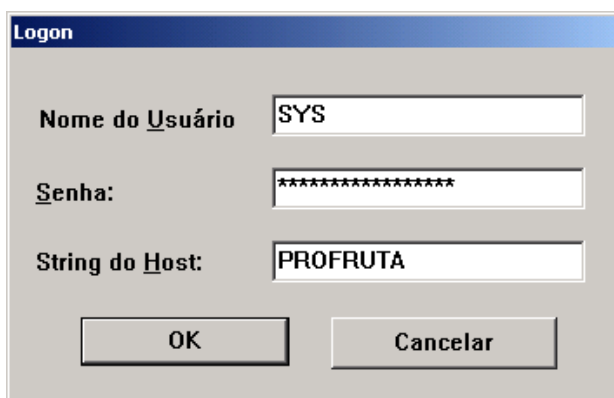 Logon
Nome do Usuário SYS
Senha: *****************
String do Host: PROFRUTA
OK Cancelar